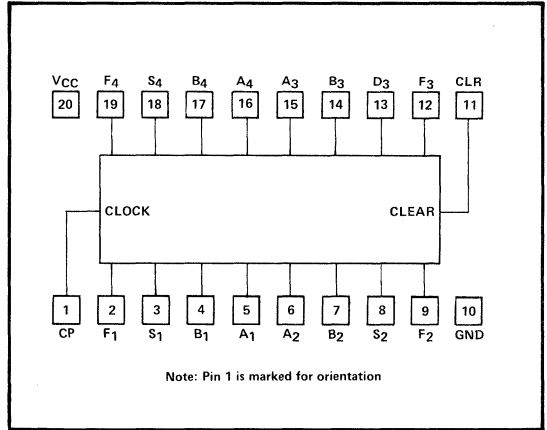 VCC F4 S4 B4 A4 A3 B3 D3 F3 CLR
20 19 18 17 16 15 14 13 12 11
CLOCK CLEAR
1 2 3 4 5 6 7 8 9 10
CP F1 S1 B1 A1 A2 B2 S2 F2 GND
Note: Pin 1 is marked for orientation